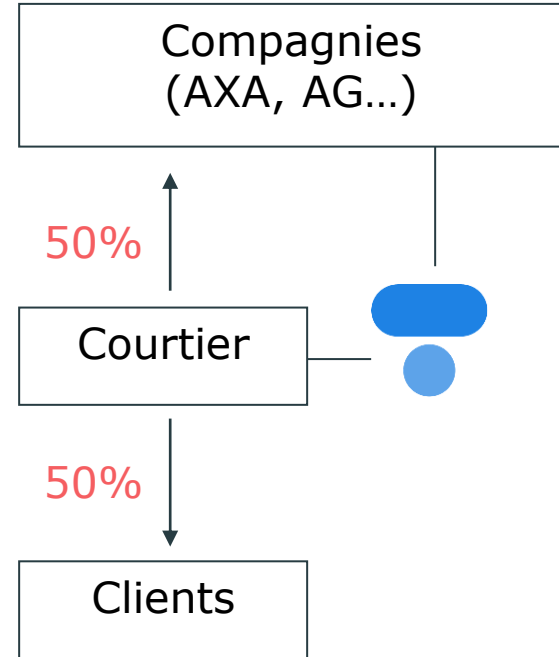 Compagnies
(AXA, AG…)
50%
Courtier
50%
Clients